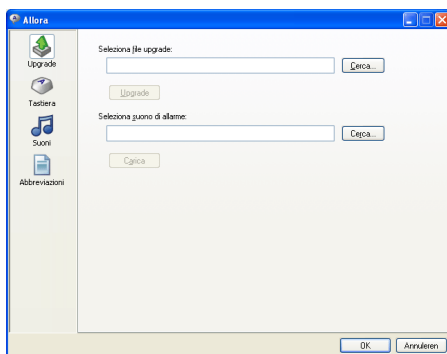 Allora
Upgrade
Tastiera
Suoni
Abbreviazioni
Seleziona file upgrade:
Cerca...
Upgrade
Seleziona suono di allarme:
Cerca...
Carica
OK
Annuleren